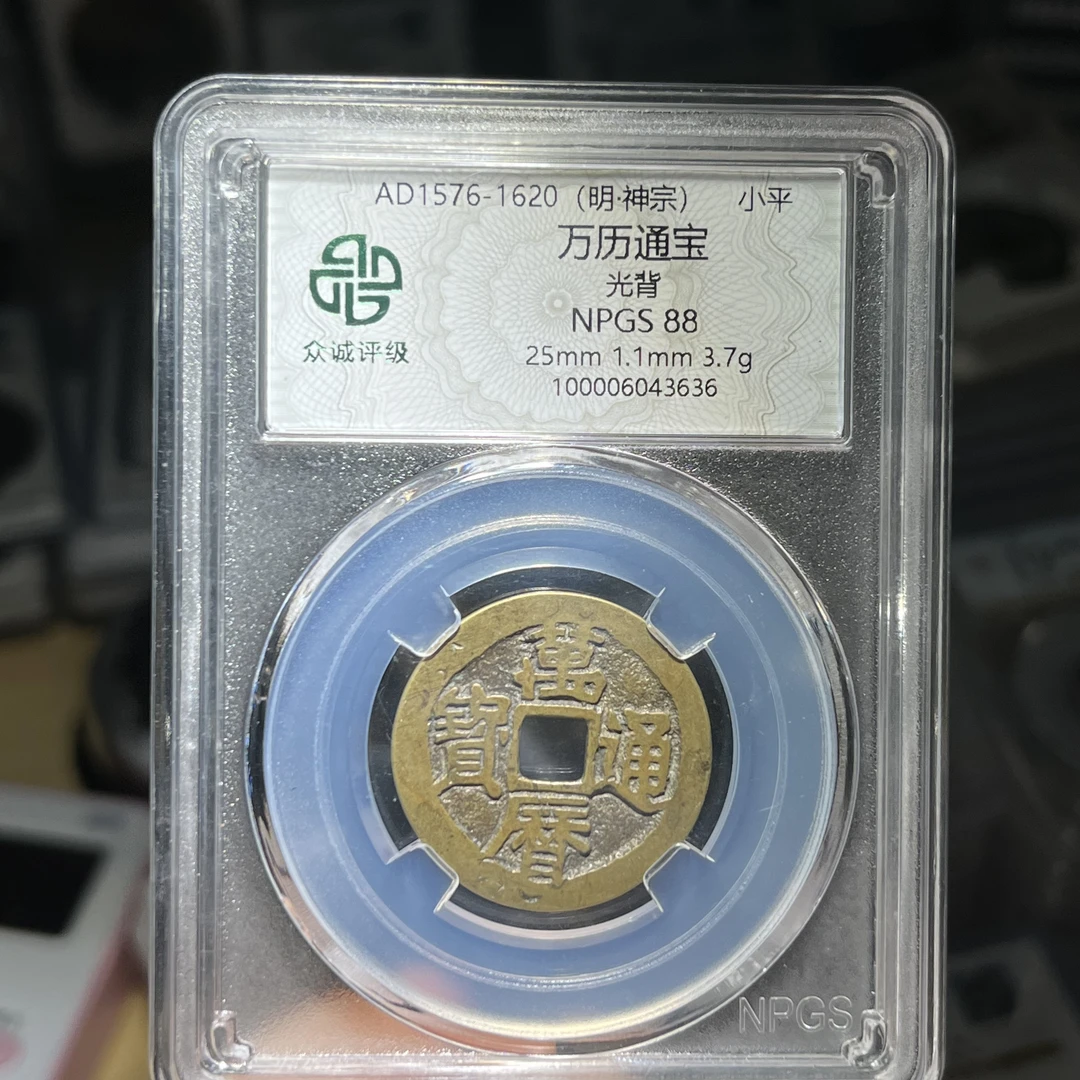 AD1576-1620（明·神宗） 小平
万历通宝
光背
NPGS 88
25mm 1.1mm 3.7g
100006043636
众诚评级
萬曆通寳
NPGS